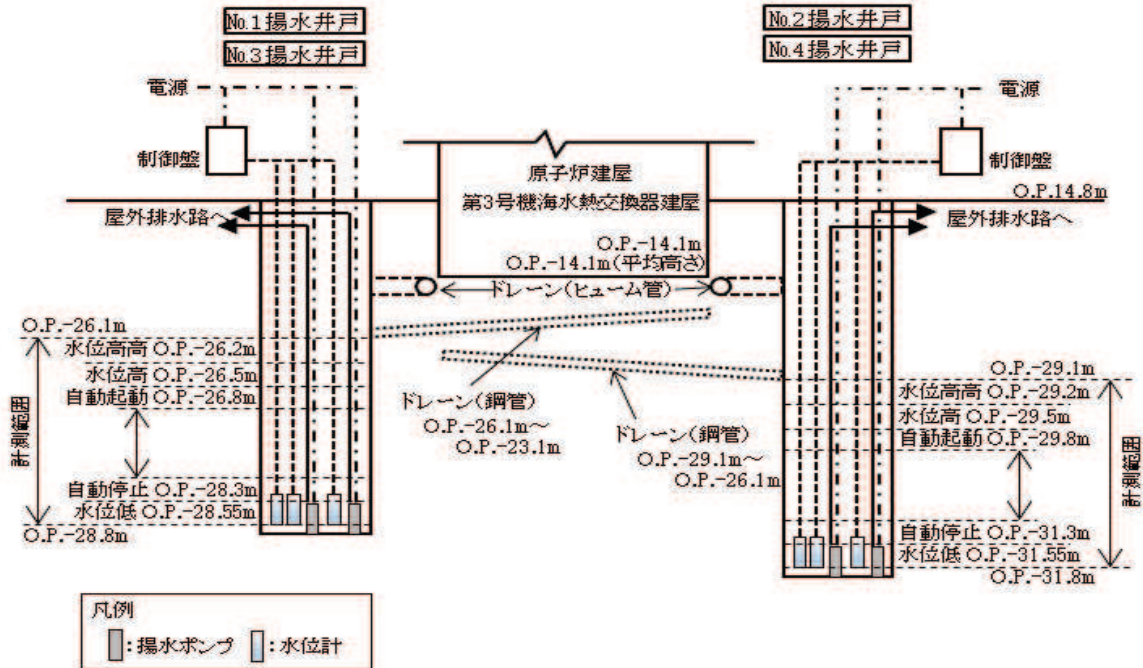 No.1揚水井戸
No.3揚水井戸
No.2揚水井戸
No.4揚水井戸
電源
電源
制御盤
制御盤
原子炉建屋
第3号機海水熱交換器建屋
O.P.14.8m
屋外排水路へ
屋外排水路へ
O.P.-14.1m
O.P.-14.1m(平均高さ)
ドレーン(ヒューム管)
O.P.-26.1m
水位高高 O.P.-26.2m
水位高 O.P.-26.5m
自動起動 O.P.-26.8m
計測範囲
自動停止 O.P.-28.3m
水位低 O.P.-28.55m
O.P.-28.8m
ドレーン(鋼管)
O.P.-26.1m～
O.P.-23.1m
ドレーン(鋼管)
O.P.-29.1m～
O.P.-26.1m
O.P.-29.1m
水位高高 O.P.-29.2m
水位高 O.P.-29.5m
自動起動 O.P.-29.8m
計測範囲
自動停止 O.P.-31.3m
水位低 O.P.-31.55m
O.P.-31.8m
凡例
:揚水ポンプ :水位計